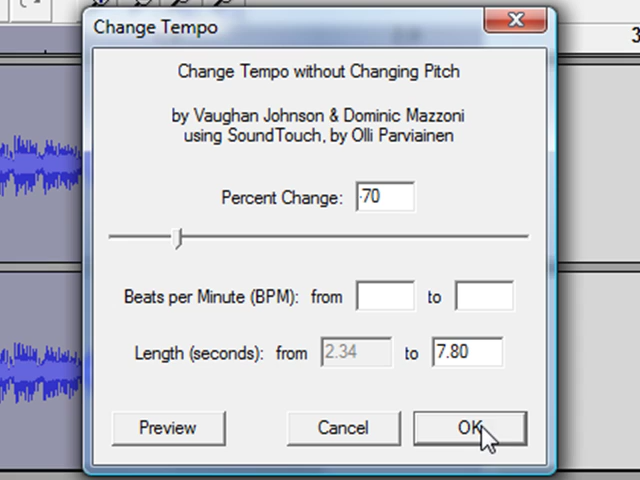 3
Change Tempo
Change Tempo without Changing Pitch
by Vaughan Johnson & Dominic Mazzoni
using SoundTouch, by Olli Parviainen
Percent Change: -70
Beats per Minute (BPM): from to
Length (seconds): from 2.34 to 7.80
Preview Cancel OK